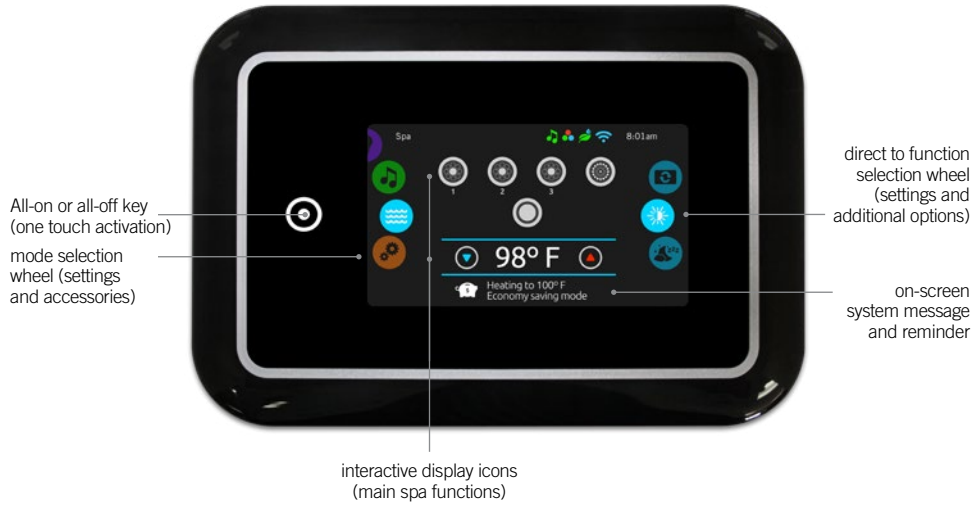 Spa
8:01am
1
2
3
98° F
Heating to 100° F
Economy saving mode
All-on or all-off key
(one touch activation)
mode selection
wheel (settings
and accessories)
direct to function
selection wheel
(settings and
additional options)
on-screen
system message
and reminder
interactive display icons
(main spa functions)